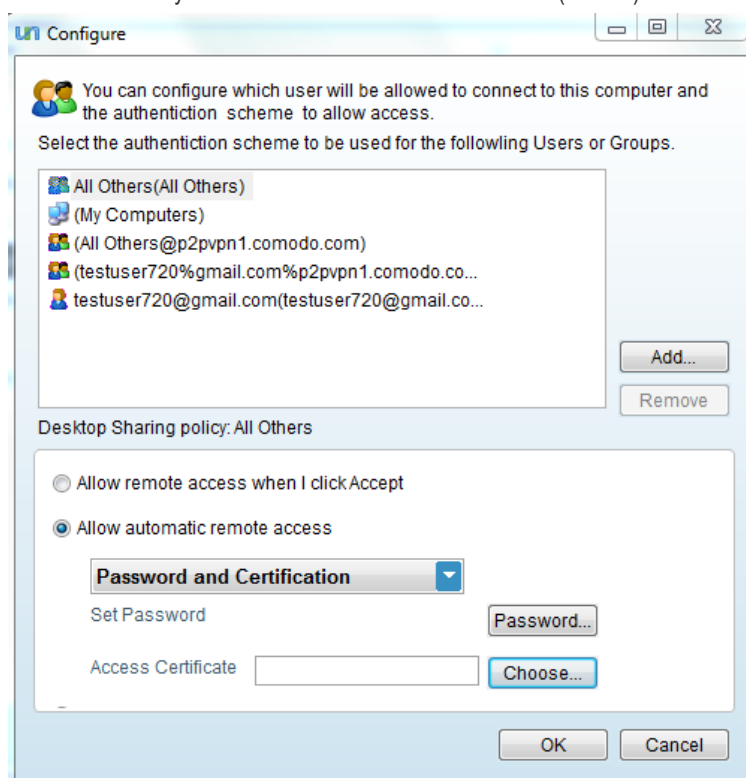 un Configure
You can configure which user will be allowed to connect to this computer and
the authentiction scheme to allow access.
Select the authentiction scheme to be used for the followling Users or Groups.
All Others(All Others)
(My Computers)
(All Others@p2pvpn1.comodo.com)
(testuser720%gmail.com%p2pvpn1.comodo.co...
testuser720@gmail.com(testuser720@gmail.co...
Add...
Remove
Desktop Sharing policy: All Others
Allow remote access when I click Accept
Allow automatic remote access
Password and Certification
Set Password
Password...
Access Certificate
Choose...
OK
Cancel